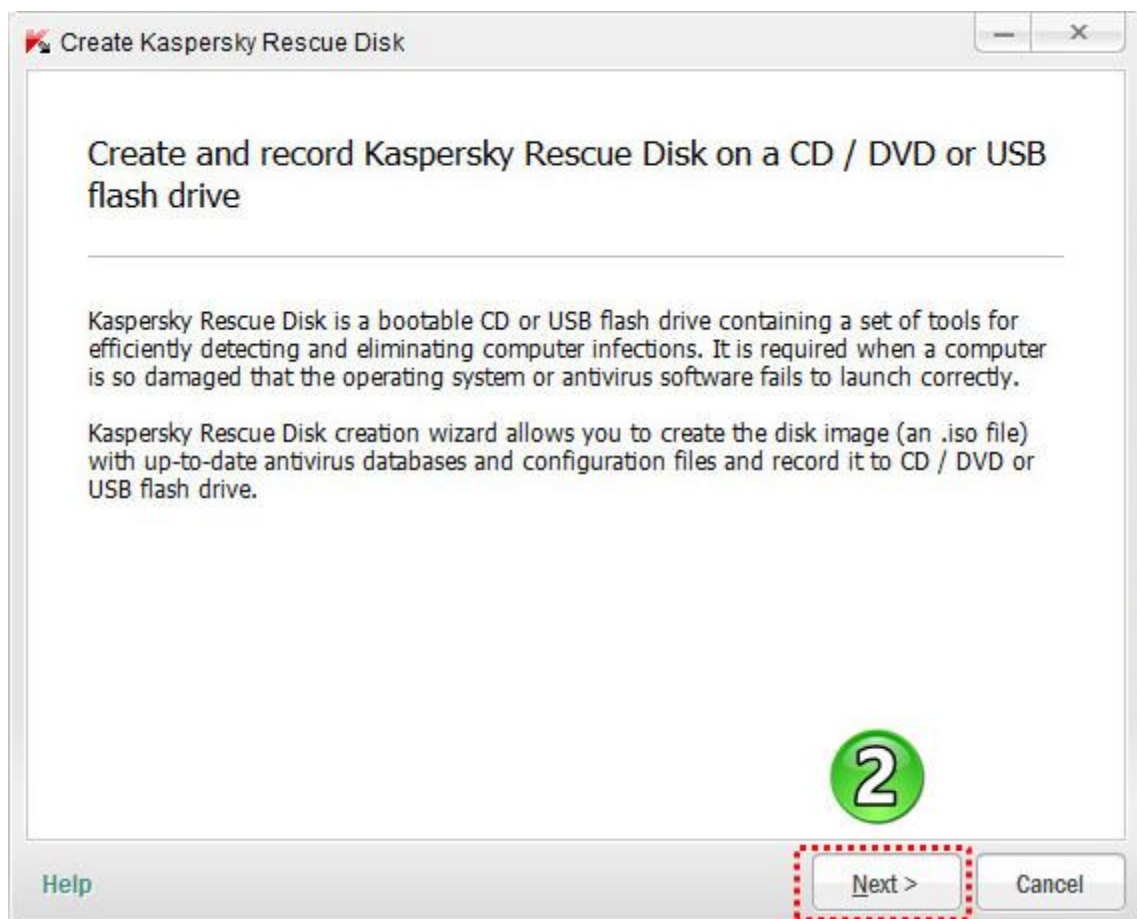 Create Kaspersky Rescue Disk
Create and record Kaspersky Rescue Disk on a CD / DVD or USB
flash drive
Kaspersky Rescue Disk is a bootable CD or USB flash drive containing a set of tools for
efficiently detecting and eliminating computer infections. It is required when a computer
is so damaged that the operating system or antivirus software fails to launch correctly.
Kaspersky Rescue Disk creation wizard allows you to create the disk image (an .iso file)
with up-to-date antivirus databases and configuration files and record it to CD / DVD or
USB flash drive.
2
Help
Next >
Cancel